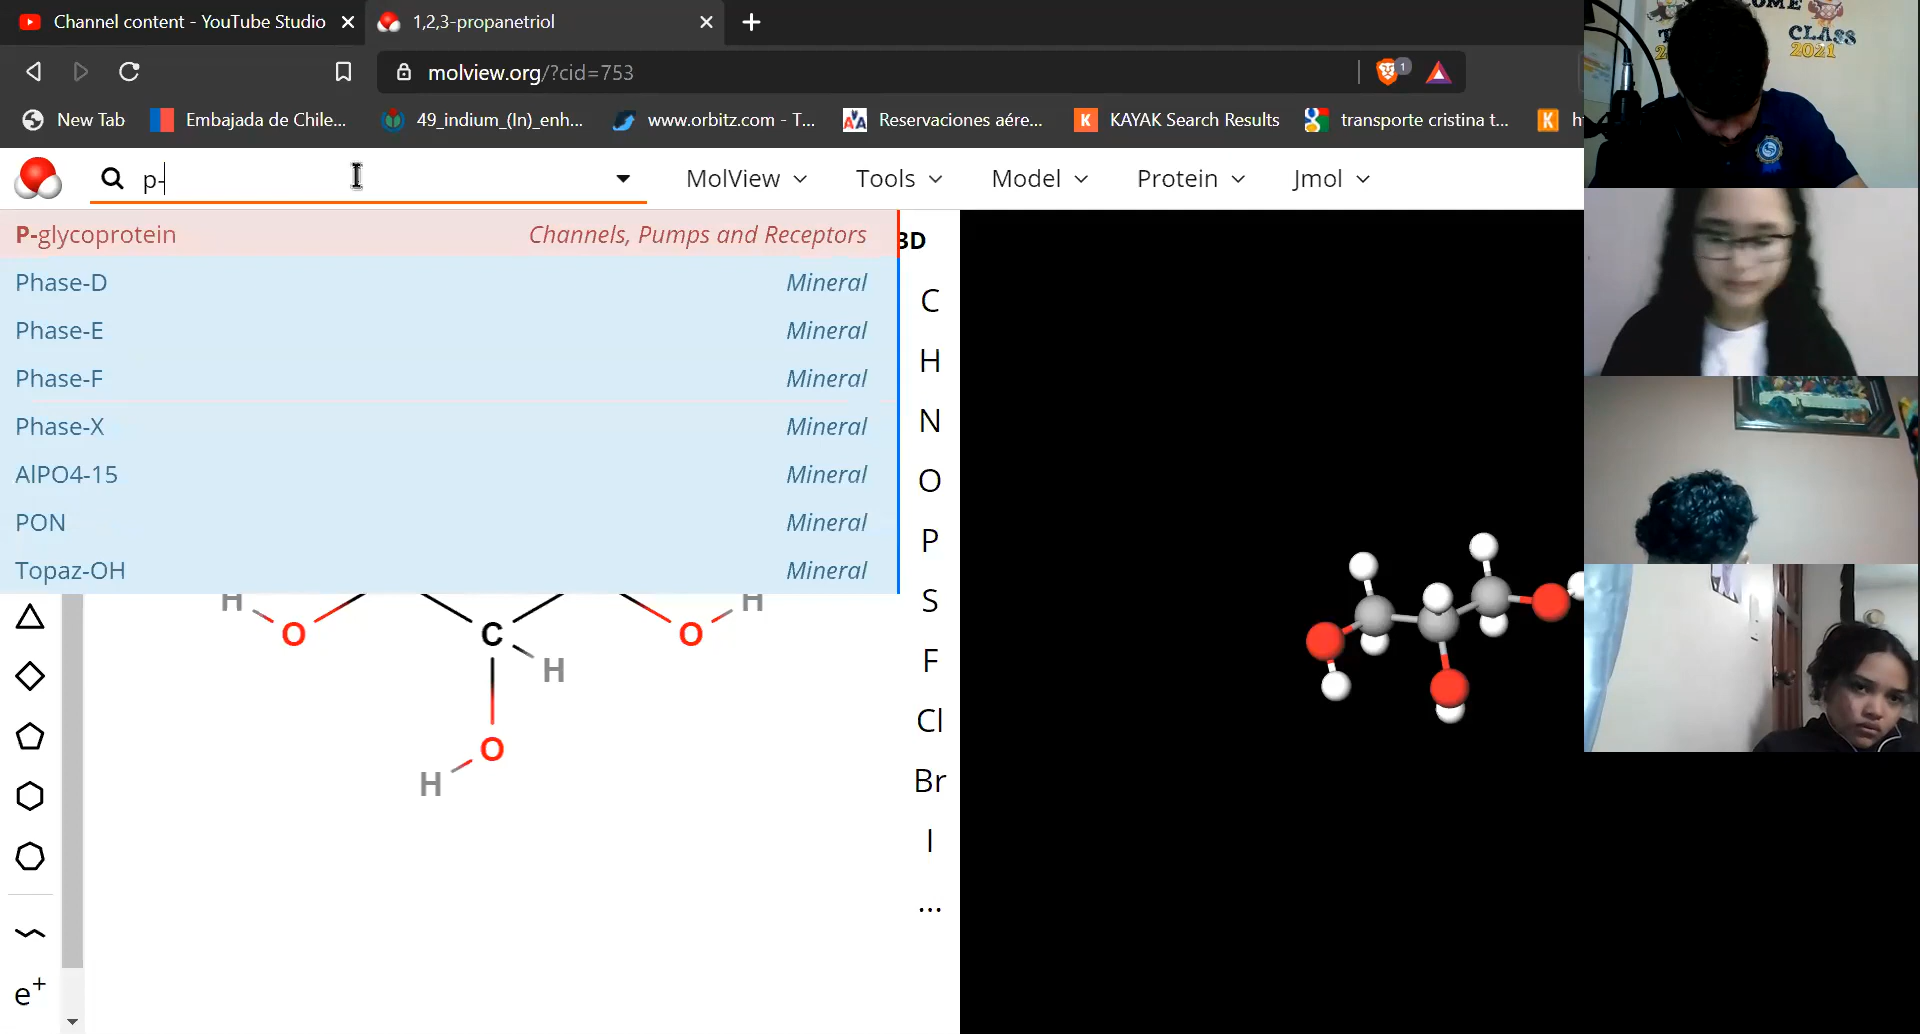 Channel content - YouTube Studio
1,2,3-propanetriol
molview.org/?cid=753
1
New Tab
Embajada de Chile...
49_indium_(In)_enh...
www.orbitz.com - T...
Reservaciones aére...
KAYAK Search Results
transporte cristina t...
p-
MolView
Tools
Model
Protein
Jmol
P-glycoprotein Channels, Pumps and Receptors
Phase-D Mineral
Phase-E Mineral
Phase-F Mineral
Phase-X Mineral
AlPO4-15 Mineral
PON Mineral
Topaz-OH Mineral
3D
C
H
N
O
P
S
F
Cl
Br
I
...
H
O
C
H
O
H
O
H
e+
CLASS
2021